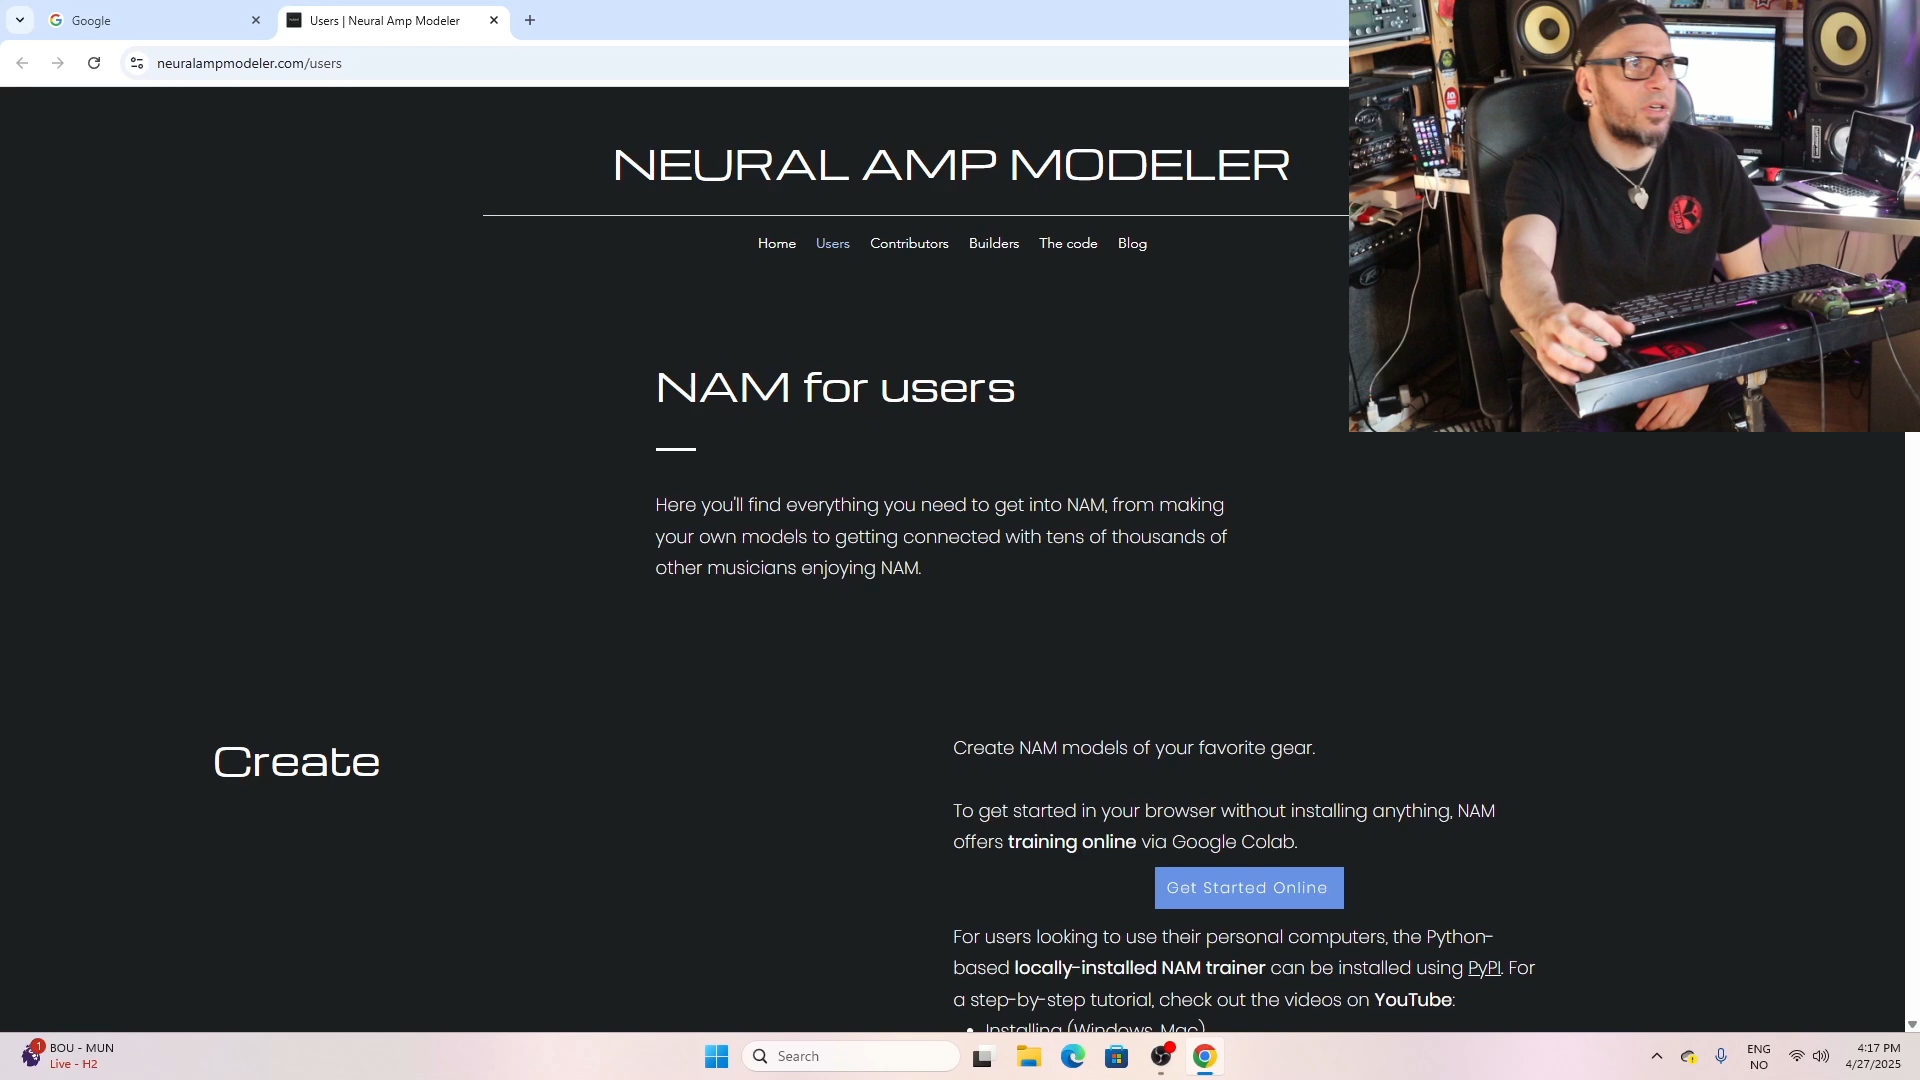 Google
Users | Neural Amp Modeler
neuralampmodeler.com/users
NEURAL AMP MODELER
Home Users Contributors Builders The code Blog
NAM for users
Here you'll find everything you need to get into NAM, from making
your own models to getting connected with tens of thousands of
other musicians enjoying NAM.
Create
Create NAM models of your favorite gear.
To get started in your browser without installing anything, NAM
offers training online via Google Colab.
Get Started Online
For users looking to use their personal computers, the Python-
based locally-installed NAM trainer can be installed using PyPI. For
a step-by-step tutorial, check out the videos on YouTube:
Installing (Windows, Mac)
1
BOU - MUN
Live - H2
Search
ENG
NO
4:17 PM
4/27/2025